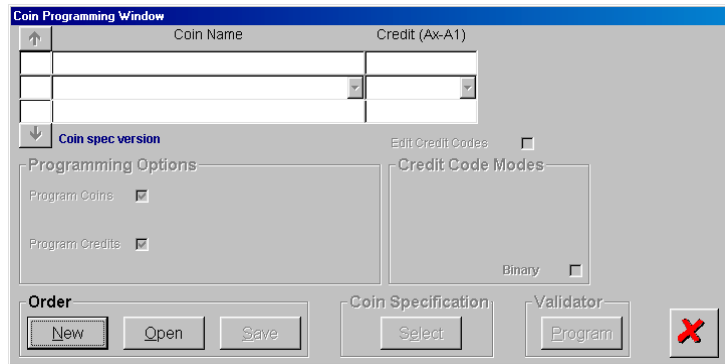 Coin Programming Window
Coin Name Credit (Ax-A1)
Coin spec version
Edit Credit Codes
Programming Options
Credit Code Modes
Program Coins
Program Credits
Binary
Order
Coin Specification
Validator
New
Open
Save
Select
Program